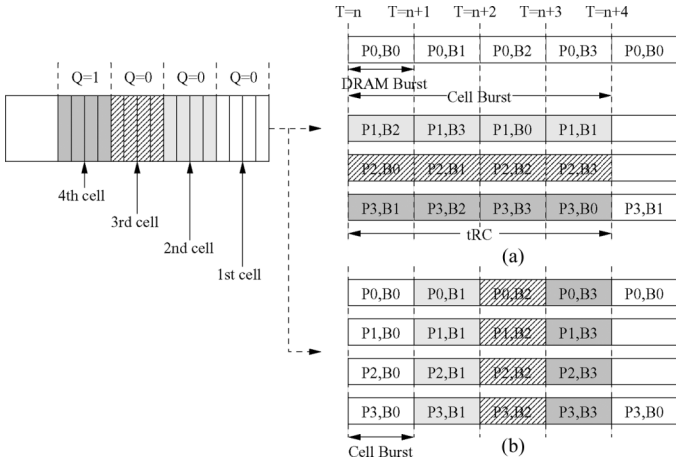 T=n T=n+1 T=n+2 T=n+3 T=n+4
P0,B0 P0,B1 P0,B2 P0,B3 P0,B0
DRAM Burst
Cell Burst
Q=1 Q=0 Q=0 Q=0
P1,B2 P1,B3 P1,B0 P1,B1
P2,B0 P2,B1 P2,B2 P2,B3
P3,B1 P3,B2 P3,B3 P3,B0 P3,B1
tRC
(a)
4th cell
3rd cell
2nd cell
1st cell
P0,B0 P0,B1 P0,B2 P0,B3 P0,B0
P1,B0 P1,B1 P1,B2 P1,B3
P2,B0 P2,B1 P2,B2 P2,B3
P3,B0 P3,B1 P3,B2 P3,B3 P3,B0
Cell Burst
(b)